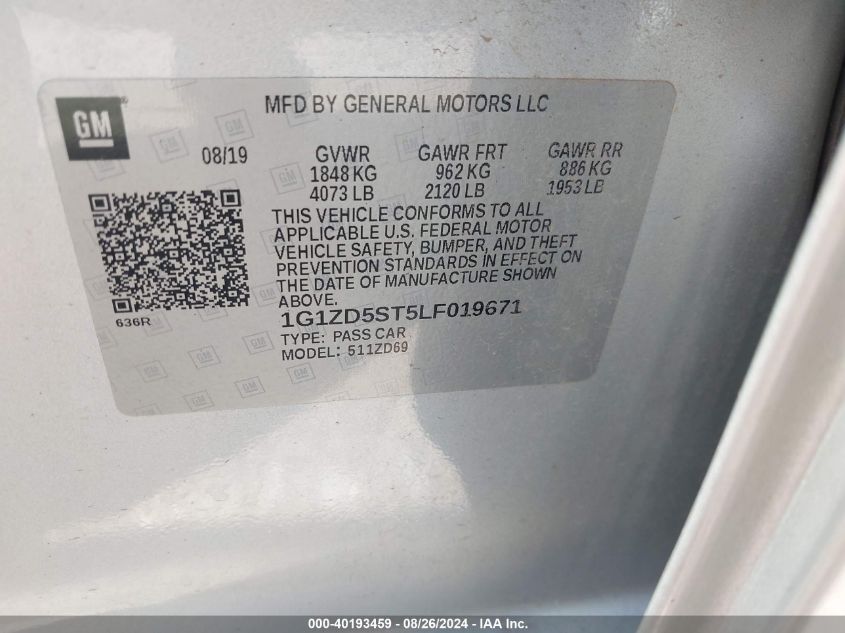 GM
MFD BY GENERAL MOTORS LLC
08/19 GVWR GAWR FRT GAWR RR
1848 KG 962 KG 886 KG
4073 LB 2120 LB 1953 LB
THIS VEHICLE CONFORMS TO ALL
APPLICABLE U.S. FEDERAL MOTOR
VEHICLE SAFETY, BUMPER, AND THEFT
PREVENTION STANDARDS IN EFFECT ON
THE DATE OF MANUFACTURE SHOWN
ABOVE.
636R
1G1ZD5ST5LF019671
TYPE: PASS CAR
MODEL: 511ZD69
000-40193459 - 08/26/2024 - IAA Inc.